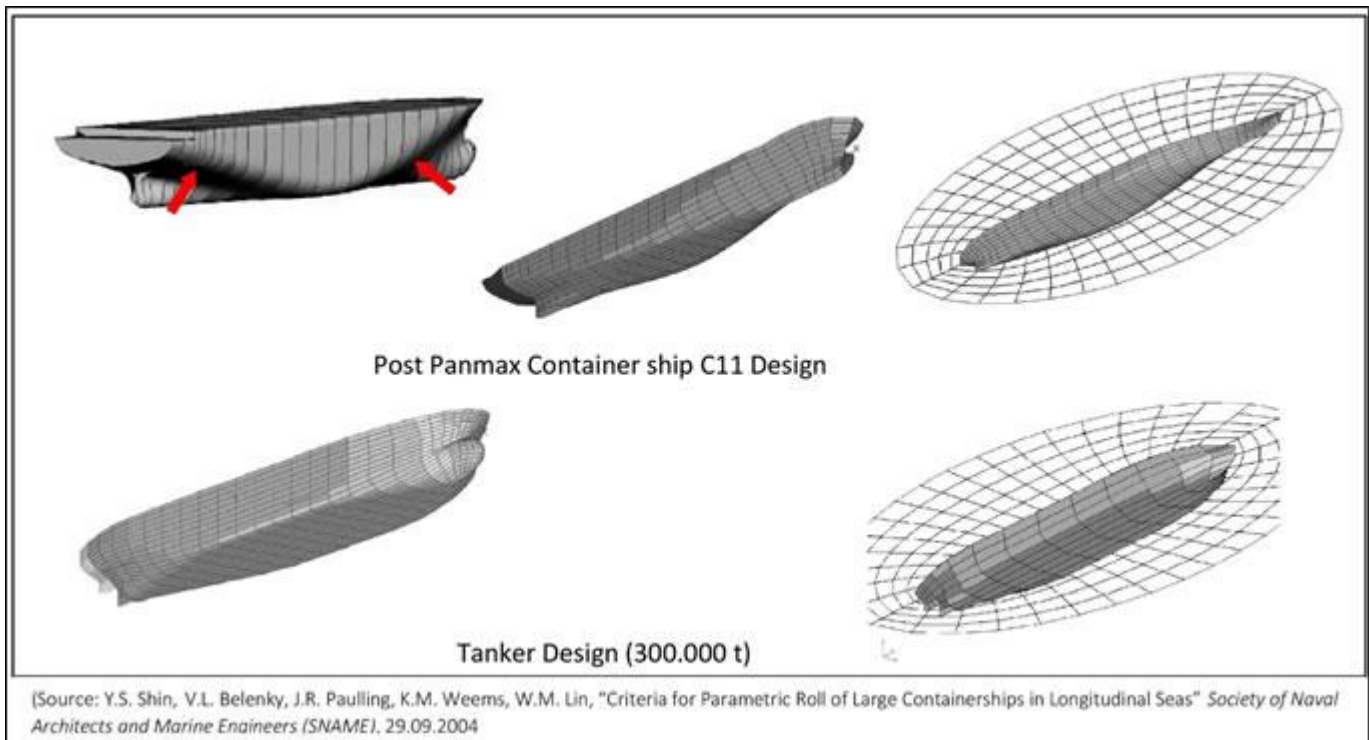 Post Panmax Container ship C11 Design
Tanker Design (300.000 t)
(Source: Y.S. Shin, V.L. Belenky, J.R. Paulling, K.M. Weems, W.M. Lin, "Criteria for Parametric Roll of Large Containerships in Longitudinal Seas" Society of Naval
Architects and Marine Engineers (SNAME), 29.09.2004